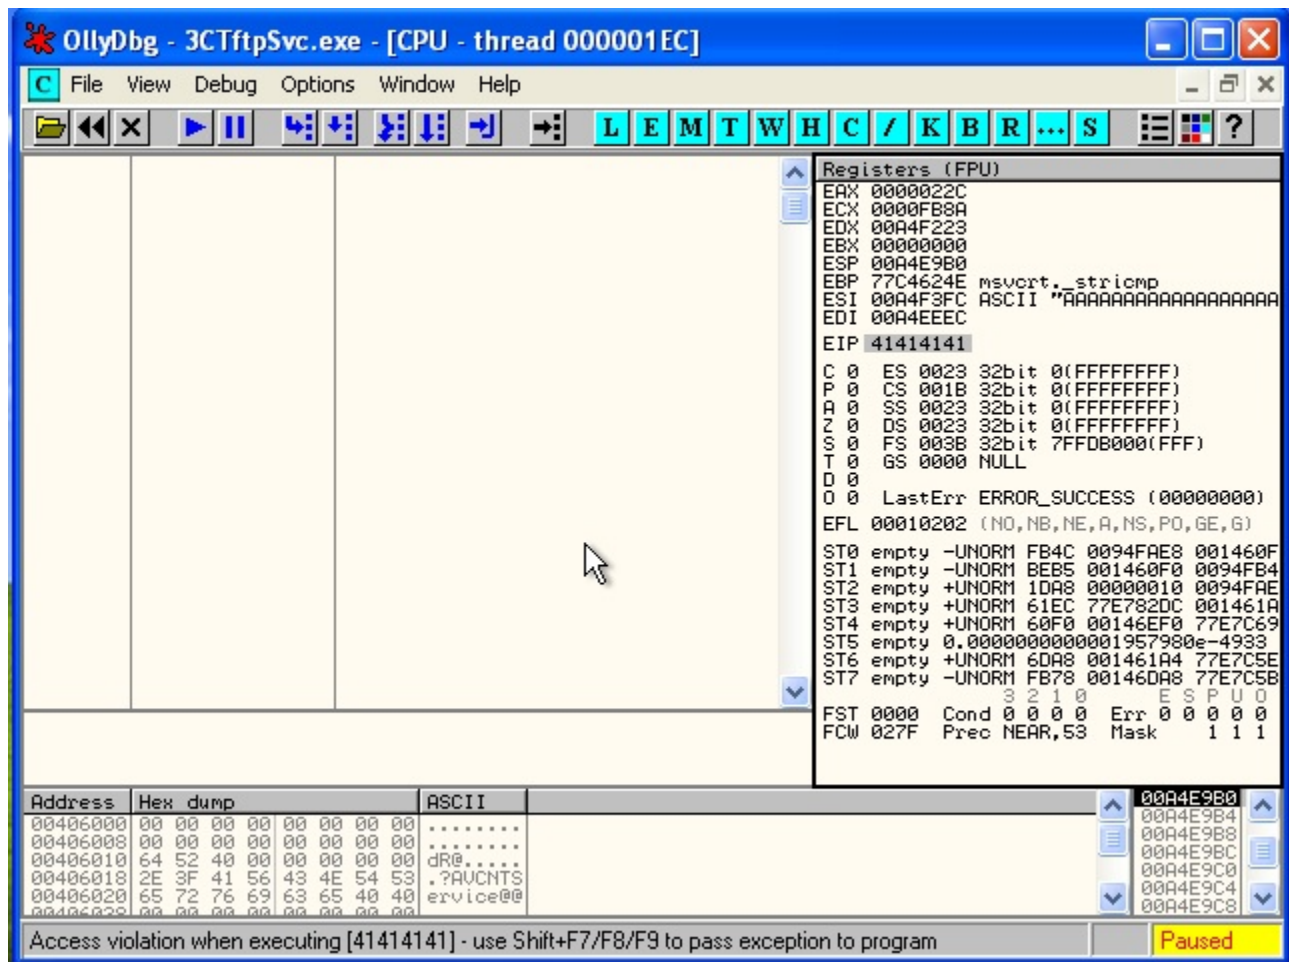 OllyDbg - 3CTftpSvc.exe - [CPU - thread 000001EC]
C File View Debug Options Window Help
L E M T W H C / K B R ... S ?
Registers (FPU)
EAX 0000022C
ECX 0000FB8A
EDX 00A4F223
EBX 00000000
ESP 00A4E9B0
EBP 77C4624E msvcrt._stricmp
ESI 00A4F3FC ASCII "AAAAAAAAAAAAAAAAAAA
EDI 00A4EEEC
EIP 41414141
C 0 ES 0023 32bit 0(FFFFFFFF)
P 0 CS 001B 32bit 0(FFFFFFFF)
A 0 SS 0023 32bit 0(FFFFFFFF)
Z 0 DS 0023 32bit 0(FFFFFFFF)
S 0 FS 003B 32bit 7FFDB000(FFF)
T 0 GS 0000 NULL
D 0
O 0 LastErr ERROR_SUCCESS (00000000)
EFL 00010202 (NO,NB,NE,A,NS,PO,GE,G)
ST0 empty -UNORM FB4C 0094FAE8 001460F
ST1 empty -UNORM BEB5 001460F0 0094FB4
ST2 empty +UNORM 1DA8 00000010 0094FAE
ST3 empty +UNORM 61EC 77E782DC 001461A
ST4 empty +UNORM 60F0 00146EF0 77E7C69
ST5 empty 0.0000000000001957980e-4933
ST6 empty +UNORM 6DA8 001461A4 77E7C5E
ST7 empty -UNORM FB78 00146DA8 77E7C5B
3 2 1 0 E S P U O
FST 0000 Cond 0 0 0 0 Err 0 0 0 0 0
FCW 027F Prec NEAR,53 Mask 1 1 1
Address Hex dump ASCII
00406000 00 00 00 00 00 00 00 00 ........
00406008 00 00 00 00 00 00 00 00 ........
00406010 64 52 40 00 00 00 00 00 dR@.....
00406018 2E 3F 41 56 43 4E 54 53 .?AVCNTS
00406020 65 72 76 69 63 65 40 40 ervice@@
00A4E9B0
00A4E9B4
00A4E9B8
00A4E9BC
00A4E9C0
00A4E9C4
00A4E9C8
Access violation when executing [41414141] - use Shift+F7/F8/F9 to pass exception to program
Paused